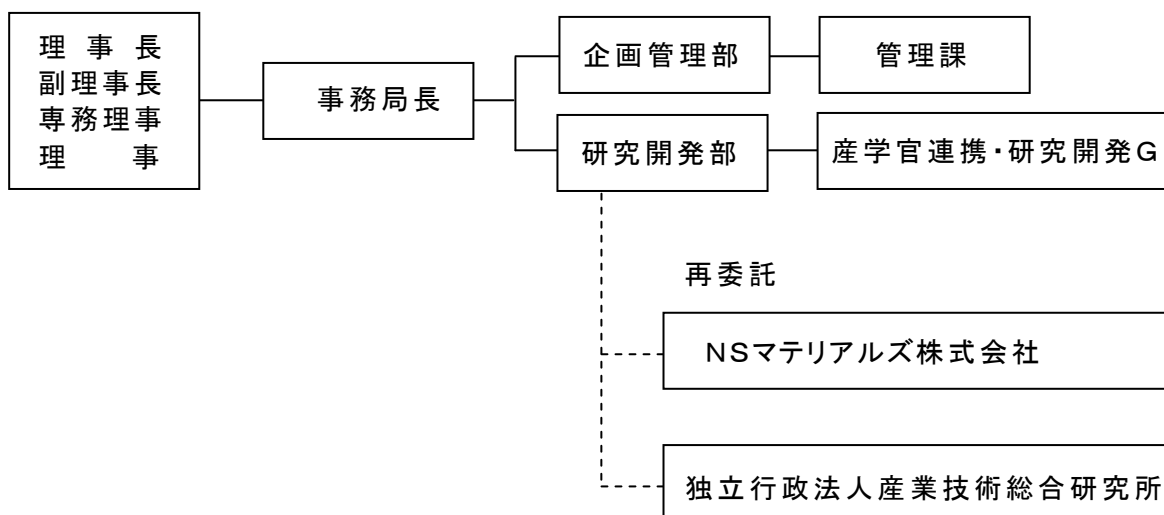 理事長
副理事長
専務理事
理事
事務局長
企画管理部
管理課
研究開発部
産学官連携・研究開発G
再委託
NSマテリアルズ株式会社
独立行政法人産業技術総合研究所